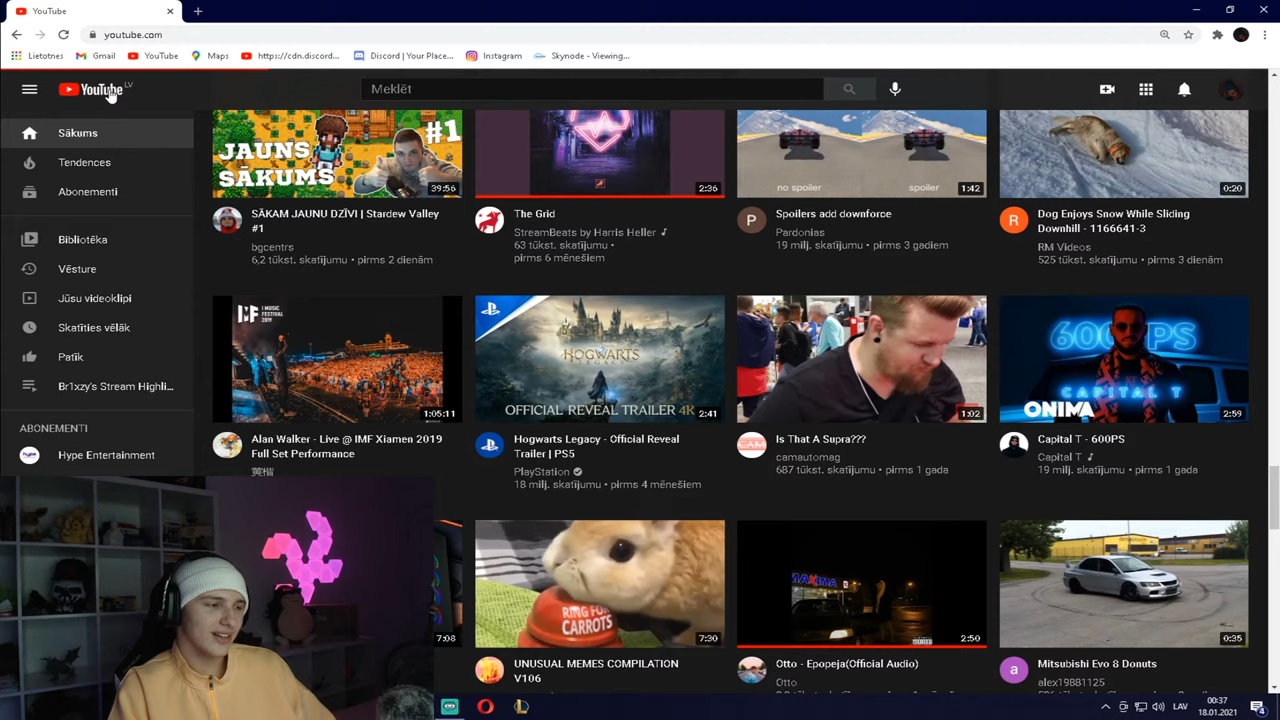 YouTube
youtube.com
Lietotnes
Gmail
YouTube
Maps
https://cdn.discord...
Discord | Your Place...
Instagram
Skynode - Viewing...
YouTube LV
Meklēt
Sākums
Tendences
Abonementi
Bibliotēka
Vēsture
Jūsu videoklipi
Skatīties vēlāk
Patīk
Br1xzy's Stream Highli...
ABONEMENTI
Hype Entertainment
JAUNS
SĀKUMS
#1
39:56
SĀKAM JAUNU DZĪVI | Stardew Valley
#1
bgcentrs
6,2 tūkst. skatījumu • pirms 2 dienām
2:36
The Grid
StreamBeats by Harris Heller
63 tūkst. skatījumu •
pirms 6 mēnešiem
no spoiler
spoiler
1:42
P
Spoilers add downforce
Pardonias
19 milj. skatījumu • pirms 3 gadiem
0:20
R
Dog Enjoys Snow While Sliding
Downhill - 1166641-3
RM Videos
525 tūkst. skatījumu • pirms 3 dienām
I MUSIC
FESTIVAL
2019
1:05:11
Alan Walker - Live @ IMF Xiamen 2019
Full Set Performance
HOGWARTS
LEGACY
OFFICIAL REVEAL TRAILER 4K
2:41
Hogwarts Legacy - Official Reveal
Trailer | PS5
PlayStation
18 milj. skatījumu • pirms 4 mēnešiem
1:02
CAM
Is That A Supra???
camautomag
687 tūkst. skatījumu • pirms 1 gada
600PS
CAPITAL T
ONIMA
2:59
Capital T - 600PS
Capital T
19 milj. skatījumu • pirms 1 gada
7:08
RING FOR
CARROTS
7:30
UNUSUAL MEMES COMPILATION
V106
MAXIMA
2:50
Otto - Epopeja(Official Audio)
Otto
0:35
a
Mitsubishi Evo 8 Donuts
alex19881125
LAV
00:37
18.01.2021
4